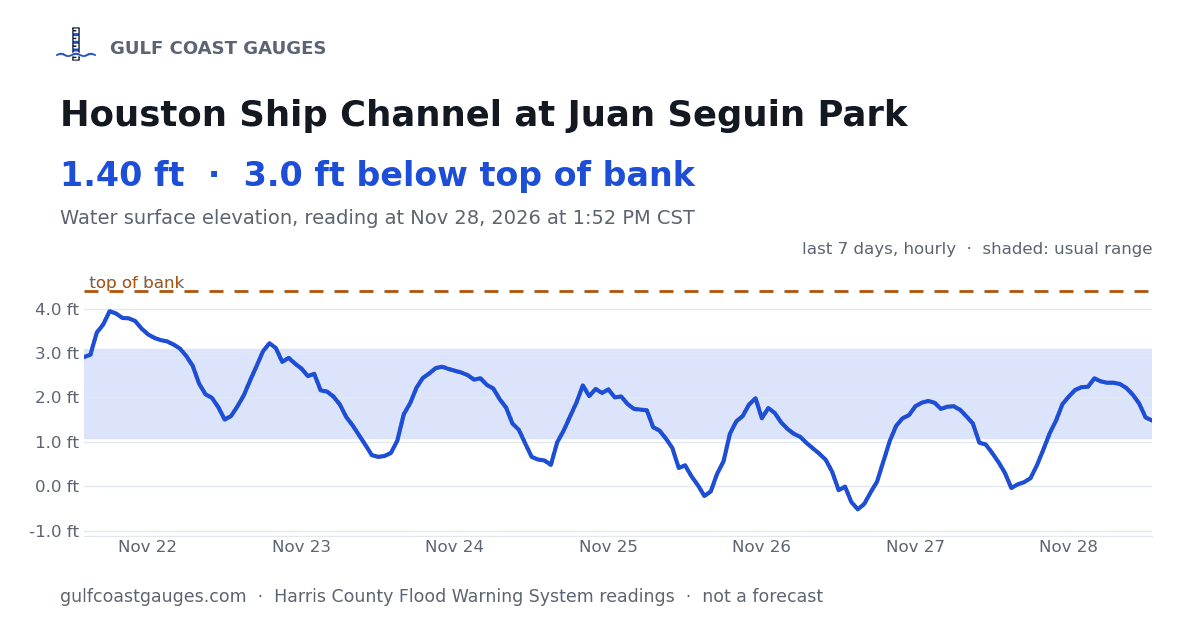 GULF COAST GAUGES
Houston Ship Channel at Juan Seguin Park
1.40 ft · 3.0 ft below top of bank
Water surface elevation, reading at Nov 28, 2026 at 1:52 PM CST
last 7 days, hourly · shaded: usual range
top of bank
4.0 ft
3.0 ft
2.0 ft
1.0 ft
0.0 ft
-1.0 ft
Nov 22 Nov 23 Nov 24 Nov 25 Nov 26 Nov 27 Nov 28
gulfcoastgauges.com · Harris County Flood Warning System readings · not a forecast